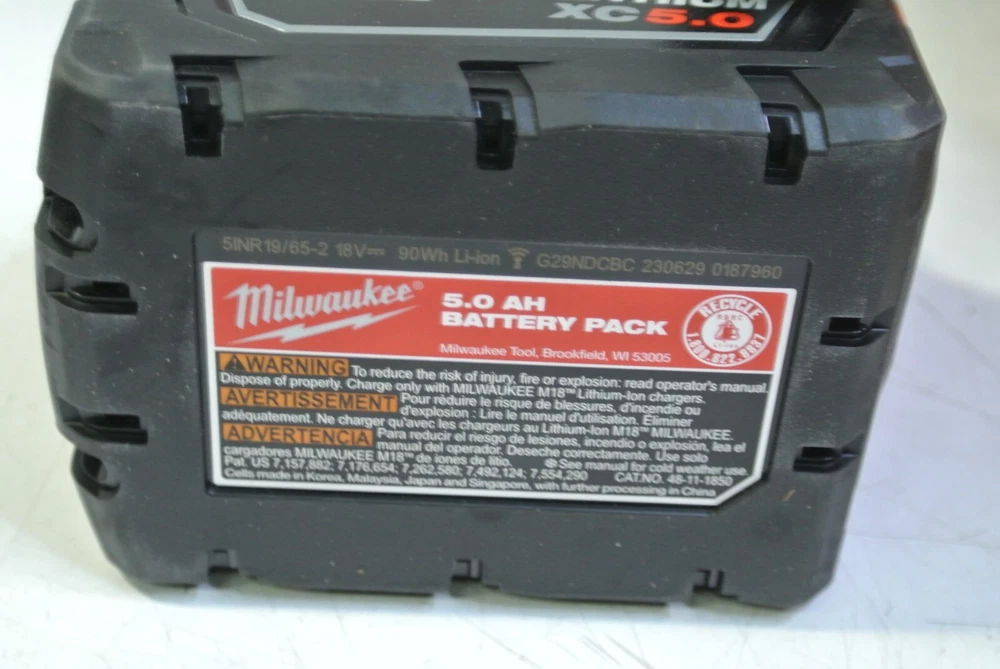 XC 5.0
5INR19/65-2 18V⎓ 90Wh Li-ion G29NDCBC 230629 0187960
Milwaukee®
5.0 AH
BATTERY PACK
Milwaukee Tool, Brookfield, WI 53005
RECYCLE
RBRC
Li-ion
1.800.822.8837
WARNING To reduce the risk of injury, fire or explosion: read operator's manual.
Dispose of properly. Charge only with MILWAUKEE M18™ Lithium-Ion chargers.
AVERTISSEMENT Pour réduire le risque de blessures, d'incendie ou
d'explosion : Lire le manuel d'utilisation. Éliminer
adéquatement. Ne charger qu'avec les chargeurs au Lithium-Ion M18™ MILWAUKEE.
ADVERTENCIA Para reducir el riesgo de lesiones, incendio o explosión, lea el
manual del operador. Deseche correctamente. Use solo
cargadores MILWAUKEE M18™ de iones de litio. See manual for cold weather use.
Pat. US 7,157,882; 7,176,654; 7,262,580; 7,492,124; 7,554,290 CAT.NO. 48-11-1850
Cells made in Korea, Malaysia, Japan and Singapore, with further processing in China